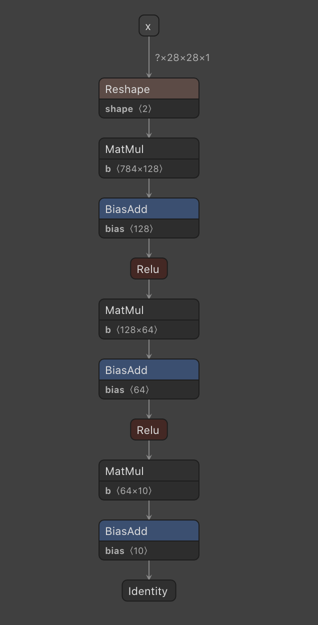 x
?×28×28×1
Reshape
shape ⟨2⟩
MatMul
b ⟨784×128⟩
BiasAdd
bias ⟨128⟩
Relu
MatMul
b ⟨128×64⟩
BiasAdd
bias ⟨64⟩
Relu
MatMul
b ⟨64×10⟩
BiasAdd
bias ⟨10⟩
Identity